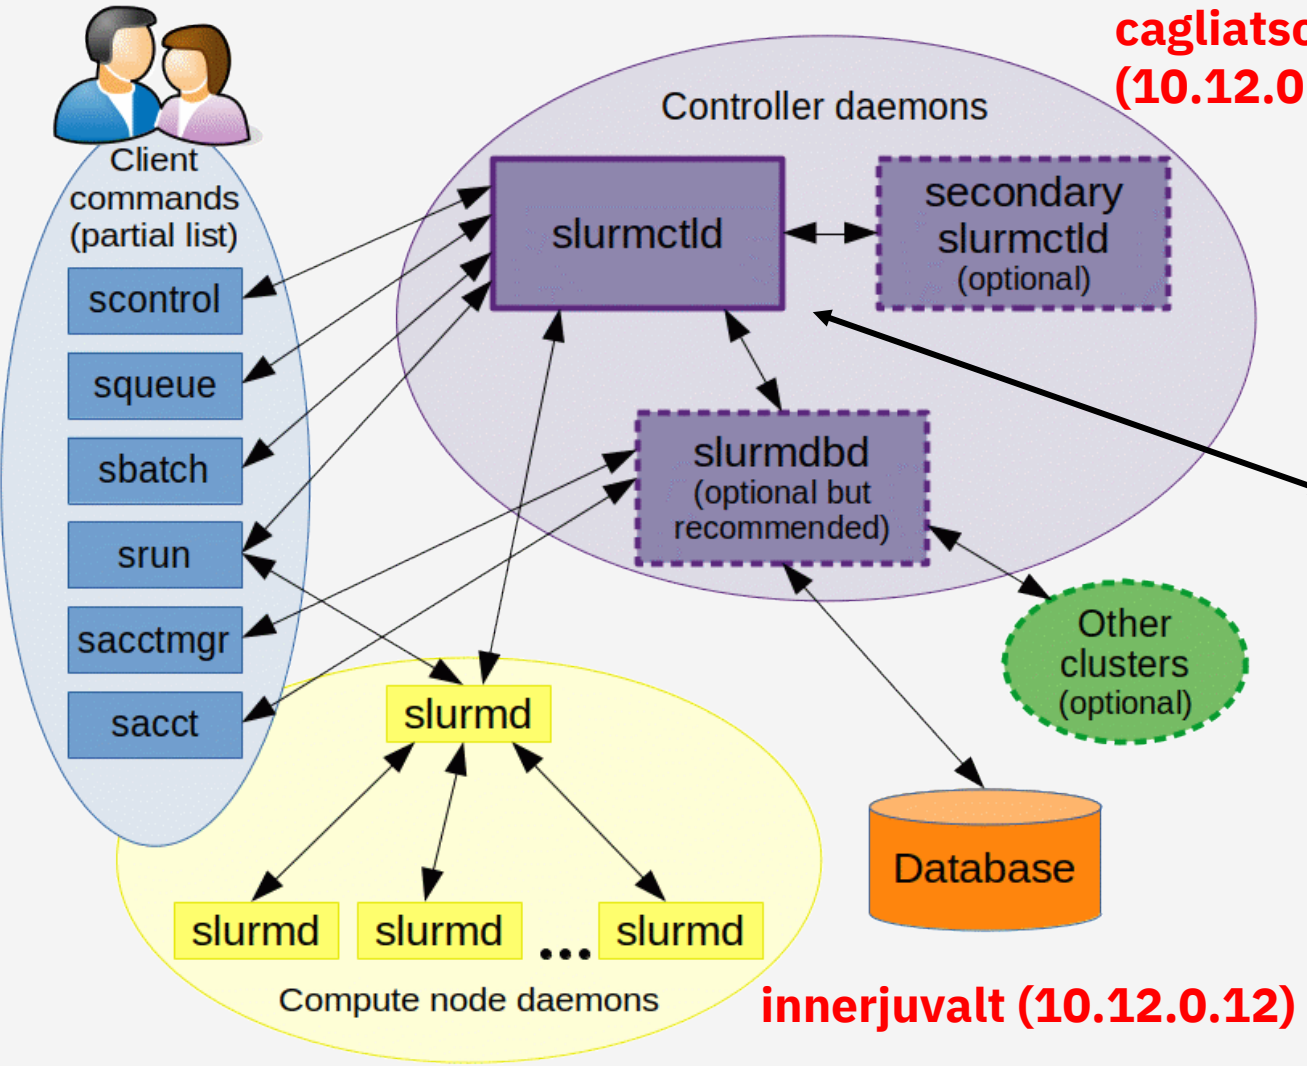 cagliatsc
(10.12.0
Controller daemons
Client
commands
(partial list)
scontrol
squeue
sbatch
srun
sacctmgr
sacct
slurmctld
secondary
slurmctld
(optional)
slurmdbd
(optional but
recommended)
Other
clusters
(optional)
Database
slurmd
slurmd
slurmd
...
slurmd
Compute node daemons
innerjuvalt (10.12.0.12)